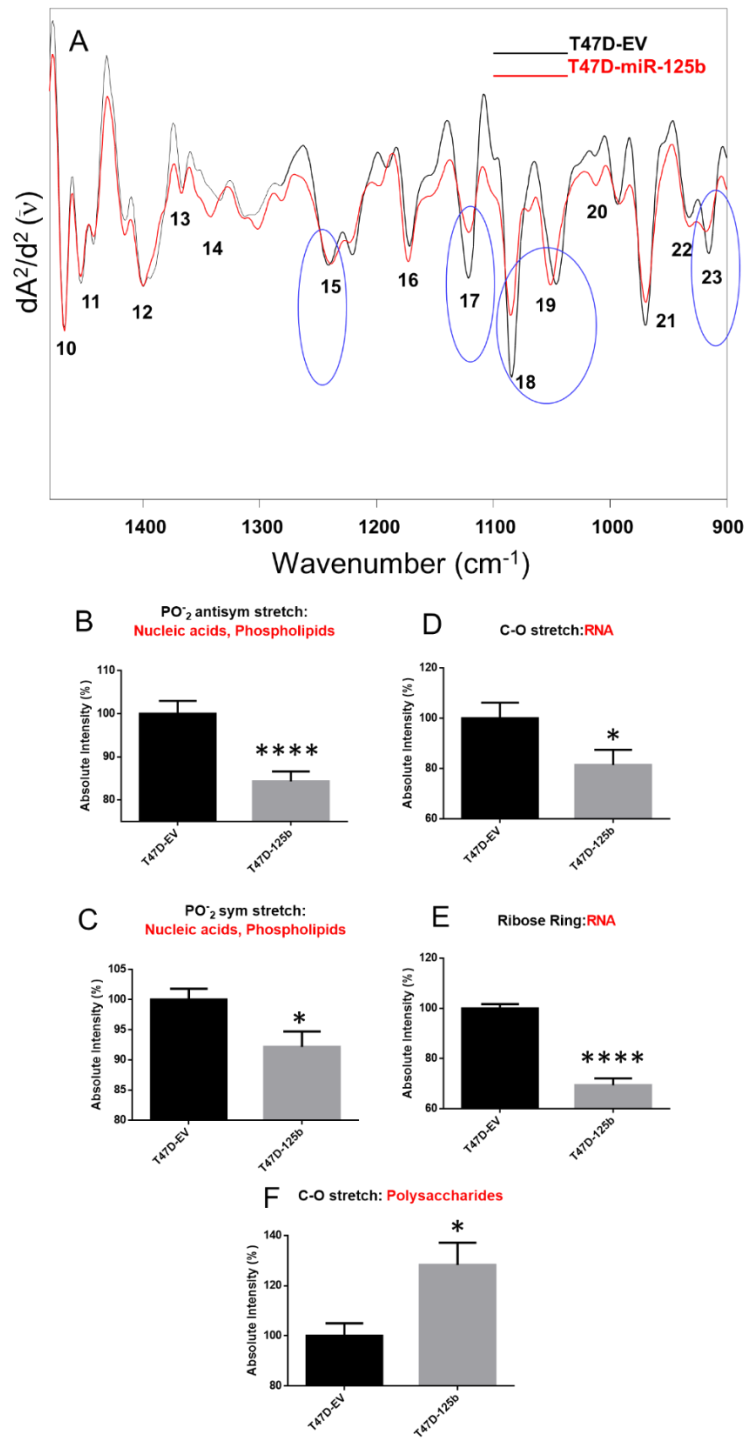 A
T47D-EV
T47D-miR-125b
dA²/d² (ν)
10
11
12
13
14
15
16
17
18
19
20
21
22
23
1400
1300
1200
1100
1000
900
Wavenumber (cm⁻¹)
B
PO⁻₂ antisym stretch:
Nucleic acids, Phospholipids
Absolute Intensity (%)
110
100
90
80
****
T47D-EV
T47D-125b
D
C-O stretch:RNA
Absolute Intensity (%)
120
100
80
60
*
T47D-EV
T47D-125b
C
PO⁻₂ sym stretch:
Nucleic acids, Phospholipids
Absolute Intensity (%)
105
100
95
90
80
*
T47D-EV
T47D-125b
E
Ribose Ring:RNA
Absolute Intensity (%)
120
100
80
60
****
T47D-EV
T47D-125b
F
C-O stretch: Polysaccharides
Absolute Intensity (%)
140
120
100
80
*
T47D-EV
T47D-125b